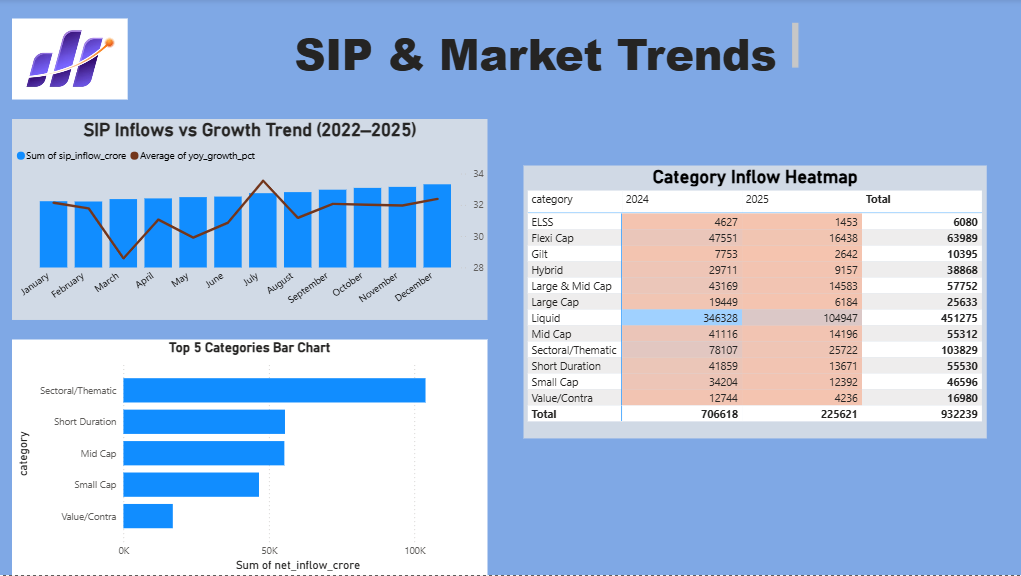 SIP & Market Trends
SIP Inflows vs Growth Trend (2022–2025)
Sum of sip_inflow_crore Average of yoy_growth_pct
34
32
30
28
January February March April May June July August September October November December
Top 5 Categories Bar Chart
category
Sectoral/Thematic
Short Duration
Mid Cap
Small Cap
Value/Contra
0K 50K 100K
Sum of net_inflow_crore
Category Inflow Heatmap
category 2024 2025 Total
ELSS 4627 1453 6080
Flexi Cap 47551 16438 63989
Gilt 7753 2642 10395
Hybrid 29711 9157 38868
Large & Mid Cap 43169 14583 57752
Large Cap 19449 6184 25633
Liquid 346328 104947 451275
Mid Cap 41116 14196 55312
Sectoral/Thematic 78107 25722 103829
Short Duration 41859 13671 55530
Small Cap 34204 12392 46596
Value/Contra 12744 4236 16980
Total 706618 225621 932239